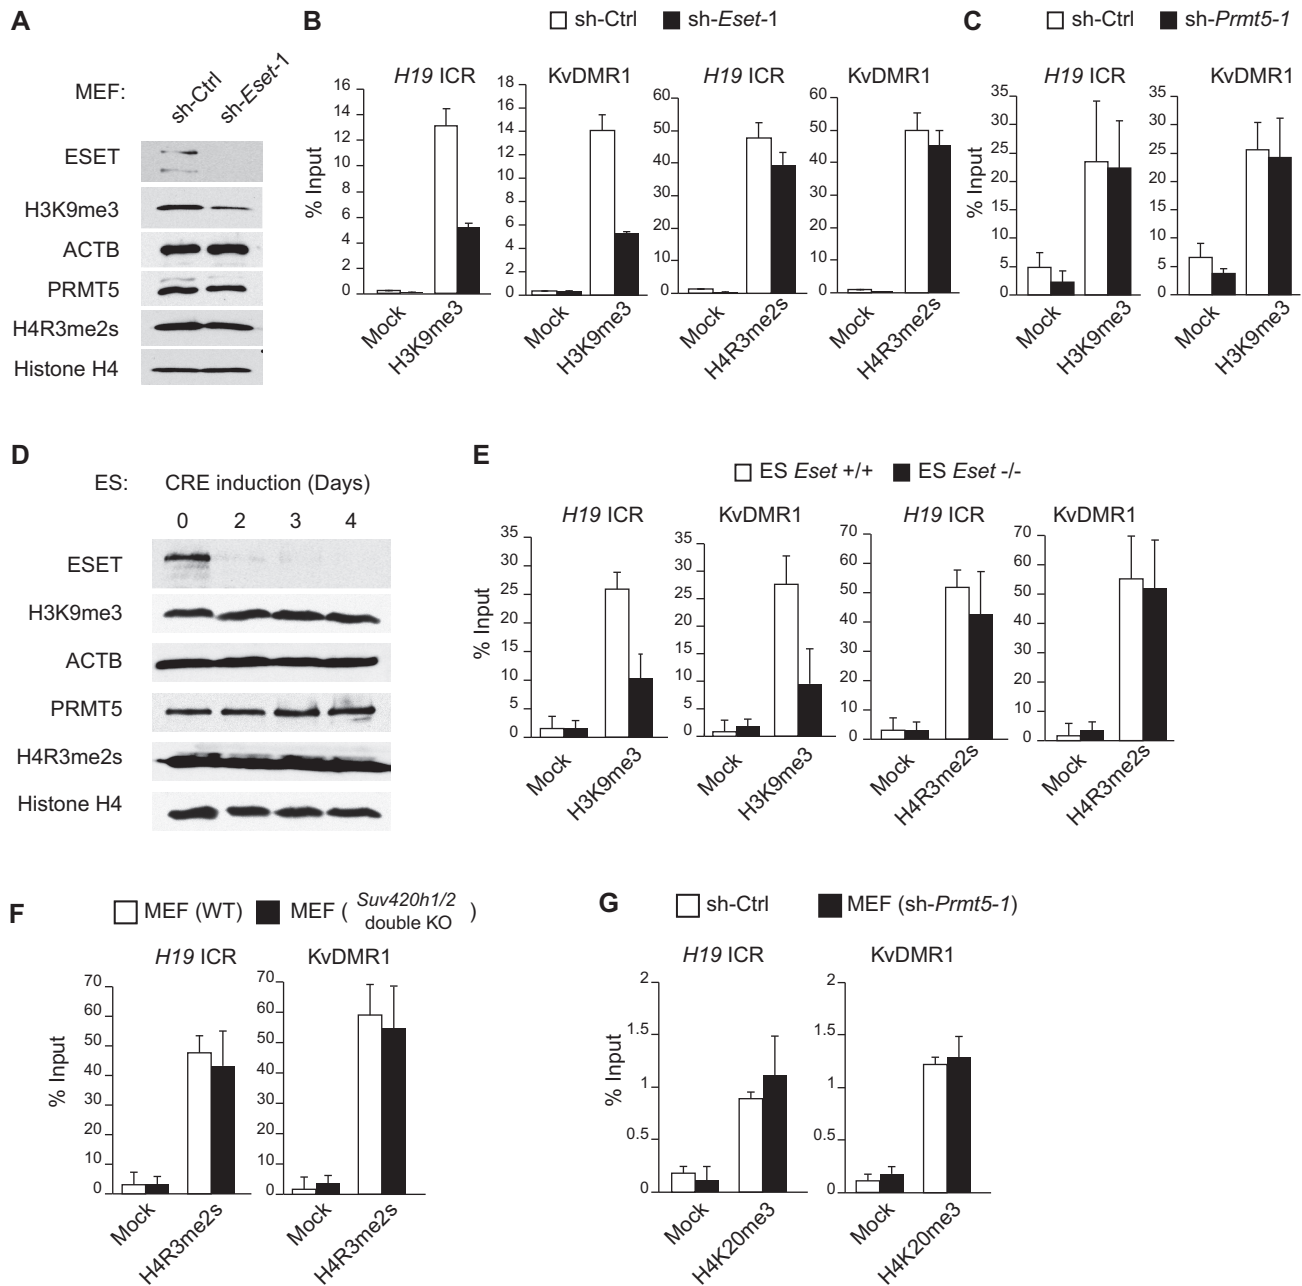 A
MEF:
sh-Ctrl
sh-Eset-1
ESET
H3K9me3
ACTB
PRMT5
H4R3me2s
Histone H4
B
sh-Ctrl sh-Eset-1
H19 ICR
% Input
16
14
12
10
8
6
4
2
0
Mock
H3K9me3
KvDMR1
18
16
14
12
10
8
6
4
2
0
Mock
H3K9me3
H19 ICR
60
50
40
30
20
10
0
Mock
H4R3me2s
KvDMR1
60
50
40
30
20
10
0
Mock
H4R3me2s
C
sh-Ctrl sh-Prmt5-1
H19 ICR
% Input
35
30
25
20
15
10
5
0
Mock
H3K9me3
KvDMR1
35
30
25
20
15
10
5
0
Mock
H3K9me3
D
ES: CRE induction (Days)
0 2 3 4
ESET
H3K9me3
ACTB
PRMT5
H4R3me2s
Histone H4
E
ES Eset +/+ ES Eset -/-
H19 ICR
% Input
35
30
25
20
15
10
5
0
Mock
H3K9me3
KvDMR1
35
30
25
20
15
10
5
0
Mock
H3K9me3
H19 ICR
70
60
50
40
30
20
10
0
Mock
H4R3me2s
KvDMR1
70
60
50
40
30
20
10
0
Mock
H4R3me2s
F
MEF (WT) MEF ( Suv420h1/2 double KO )
H19 ICR
% Input
70
60
50
40
30
20
10
0
Mock
H4R3me2s
KvDMR1
70
60
50
40
30
20
10
0
Mock
H4R3me2s
G
sh-Ctrl MEF (sh-Prmt5-1)
H19 ICR
% Input
2
1.5
1
0.5
0
Mock
H4K20me3
KvDMR1
2
1.5
1
0.5
0
Mock
H4K20me3